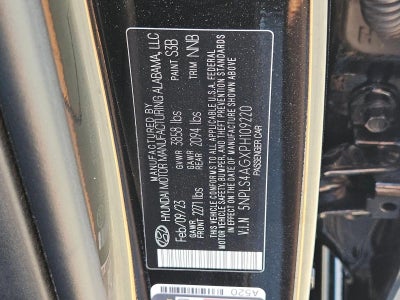 MANUFACTURED BY
HYUNDAI MOTOR MANUFACTURING ALABAMA, LLC
Feb/09/23 GVWR 3858 lbs PAINT S3B
GAWR FRONT 2271 lbs GAWR REAR 2094 lbs TRIM NNB
THIS VEHICLE CONFORMS TO ALL APPLICABLE U.S.A. FEDERAL
MOTOR VEHICLE SAFETY, BUMPER, AND THEFT PREVENTION STANDARDS
IN EFFECT ON THE DATE OF MANUFACTURE SHOWN ABOVE
V.I.N 5NPLS4AGXPH109220
PASSENGER CAR
A520